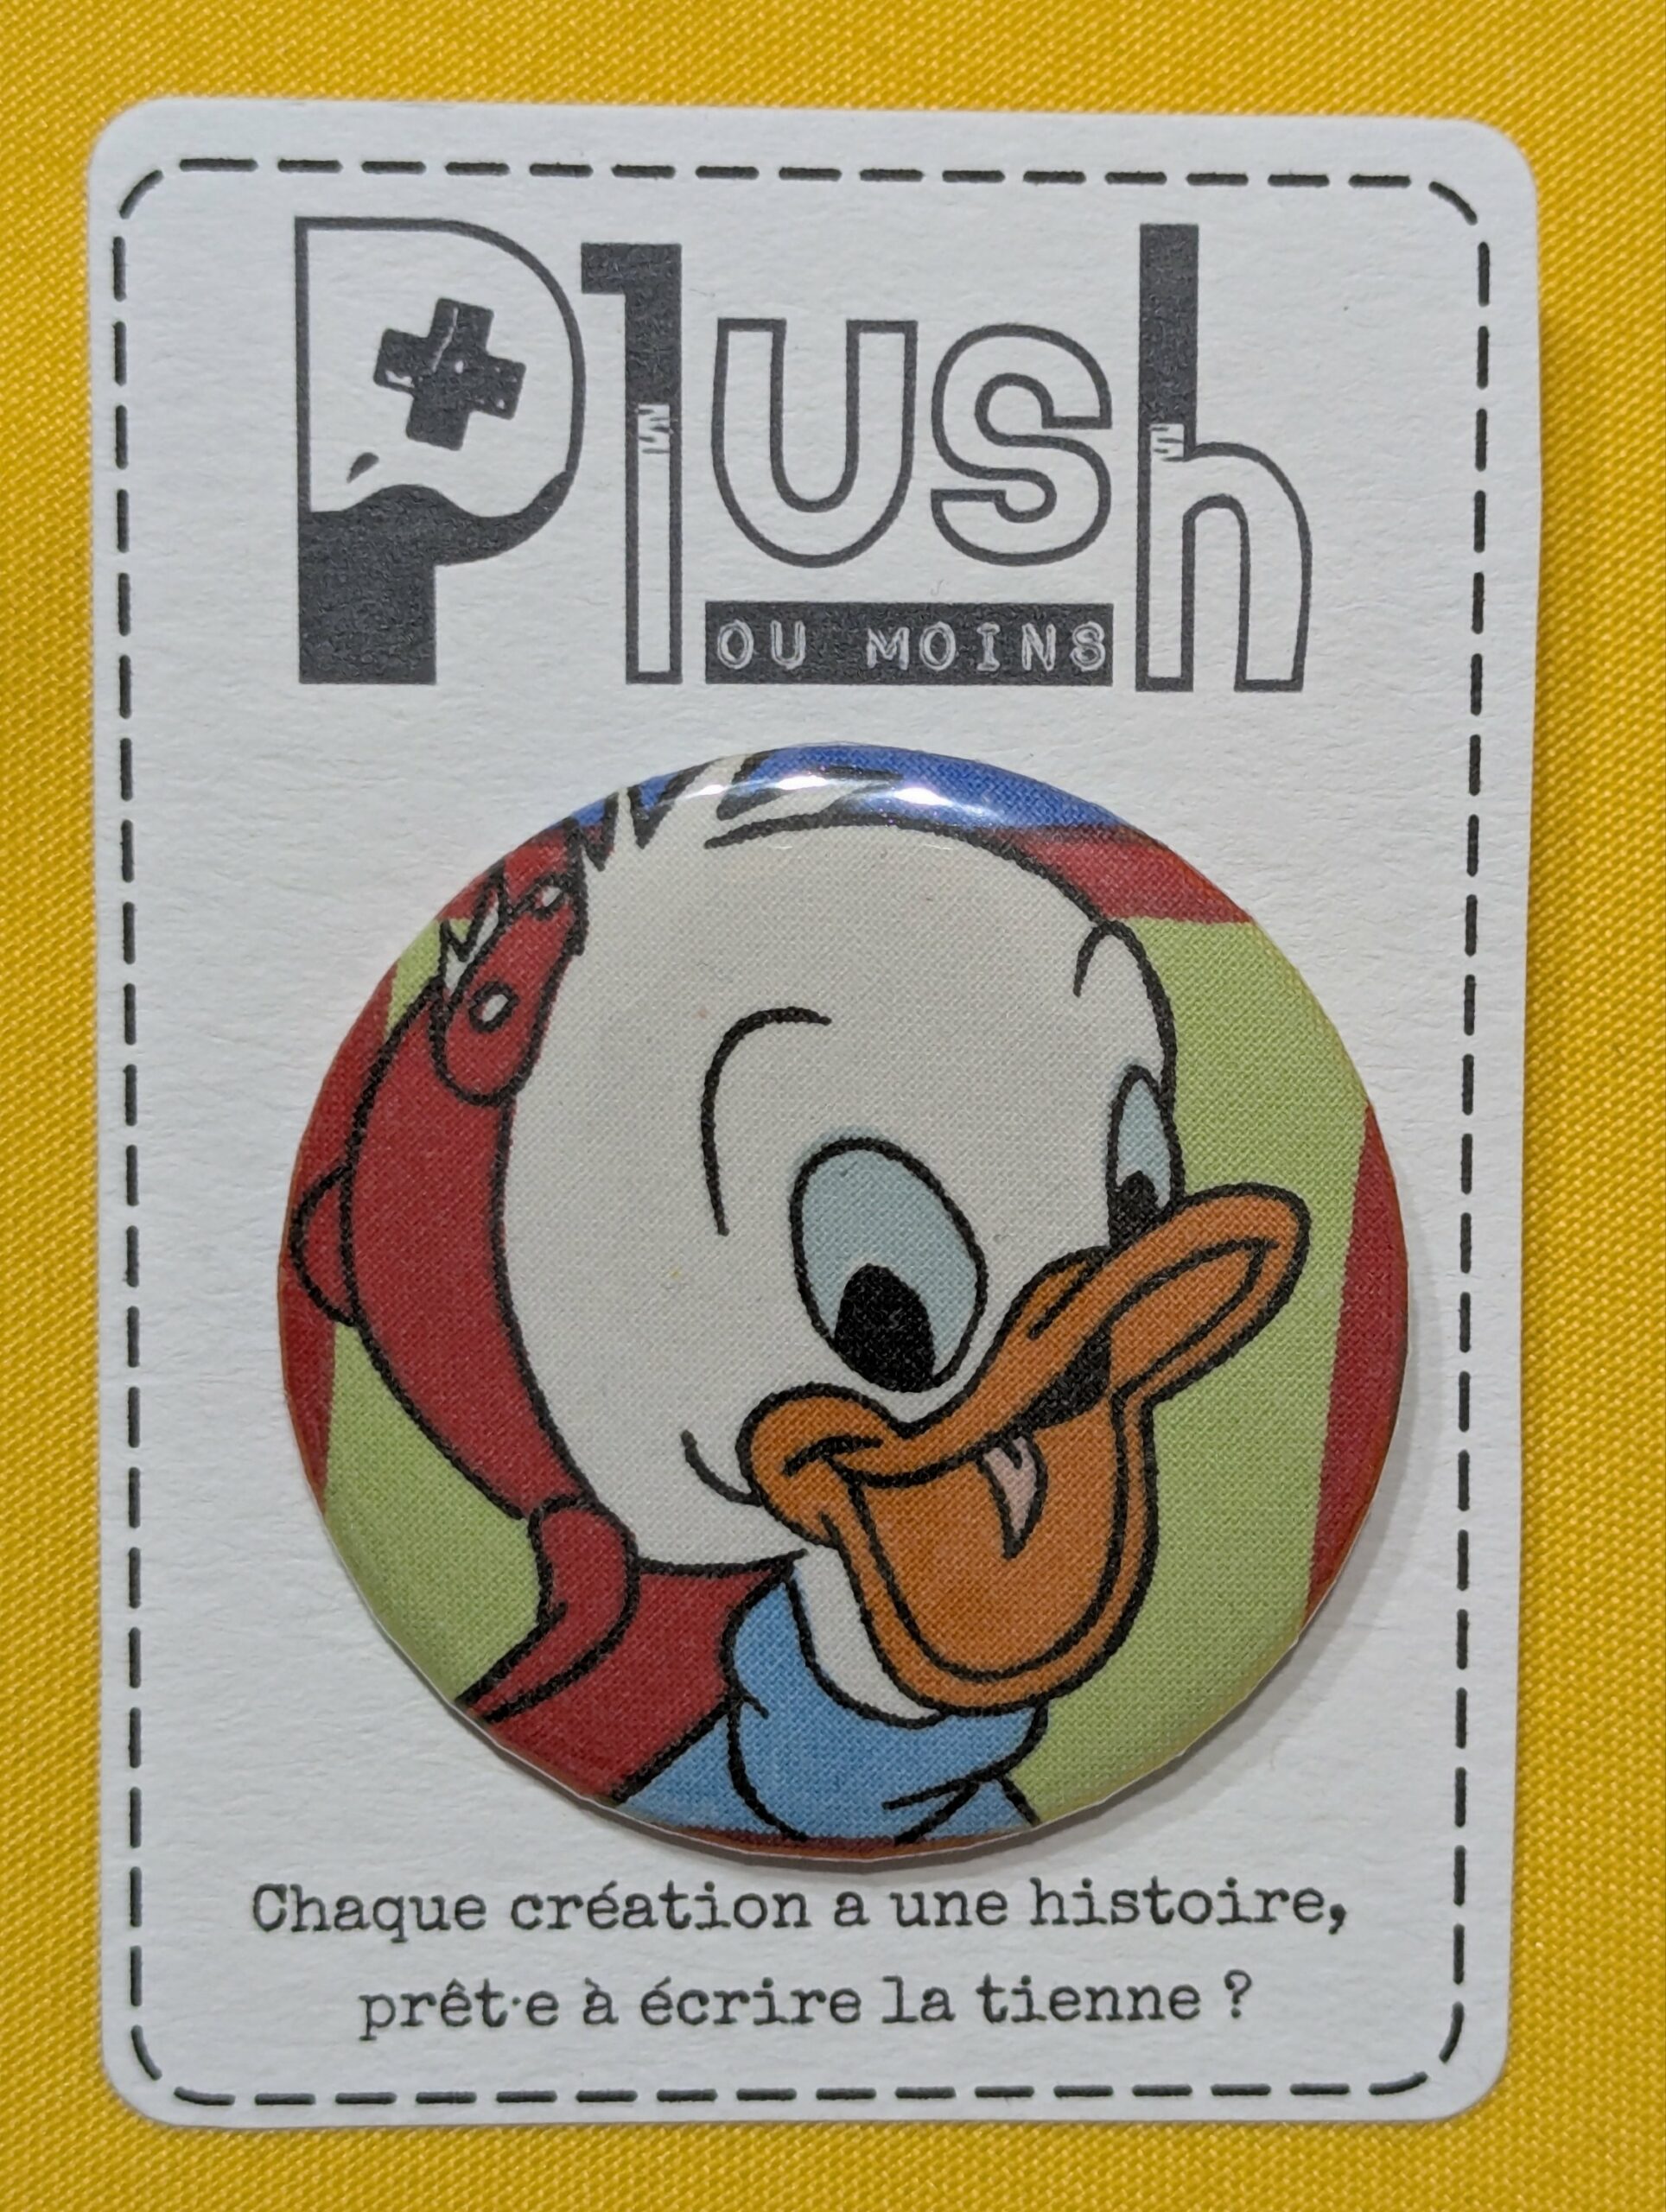 Plush
OU MOINS
Chaque création a une histoire,
prêt·e à écrire la tienne ?